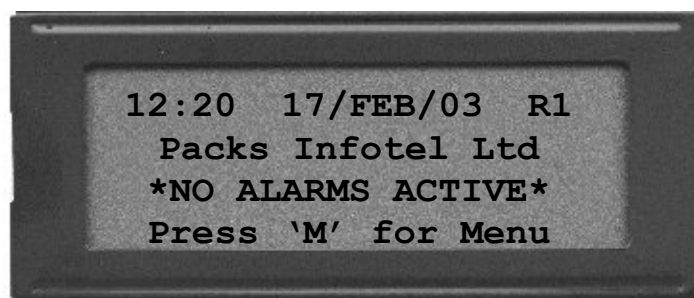 12:20 17/FEB/03 R1
Packs Infotel Ltd
*NO ALARMS ACTIVE*
Press ‘M’ for Menu